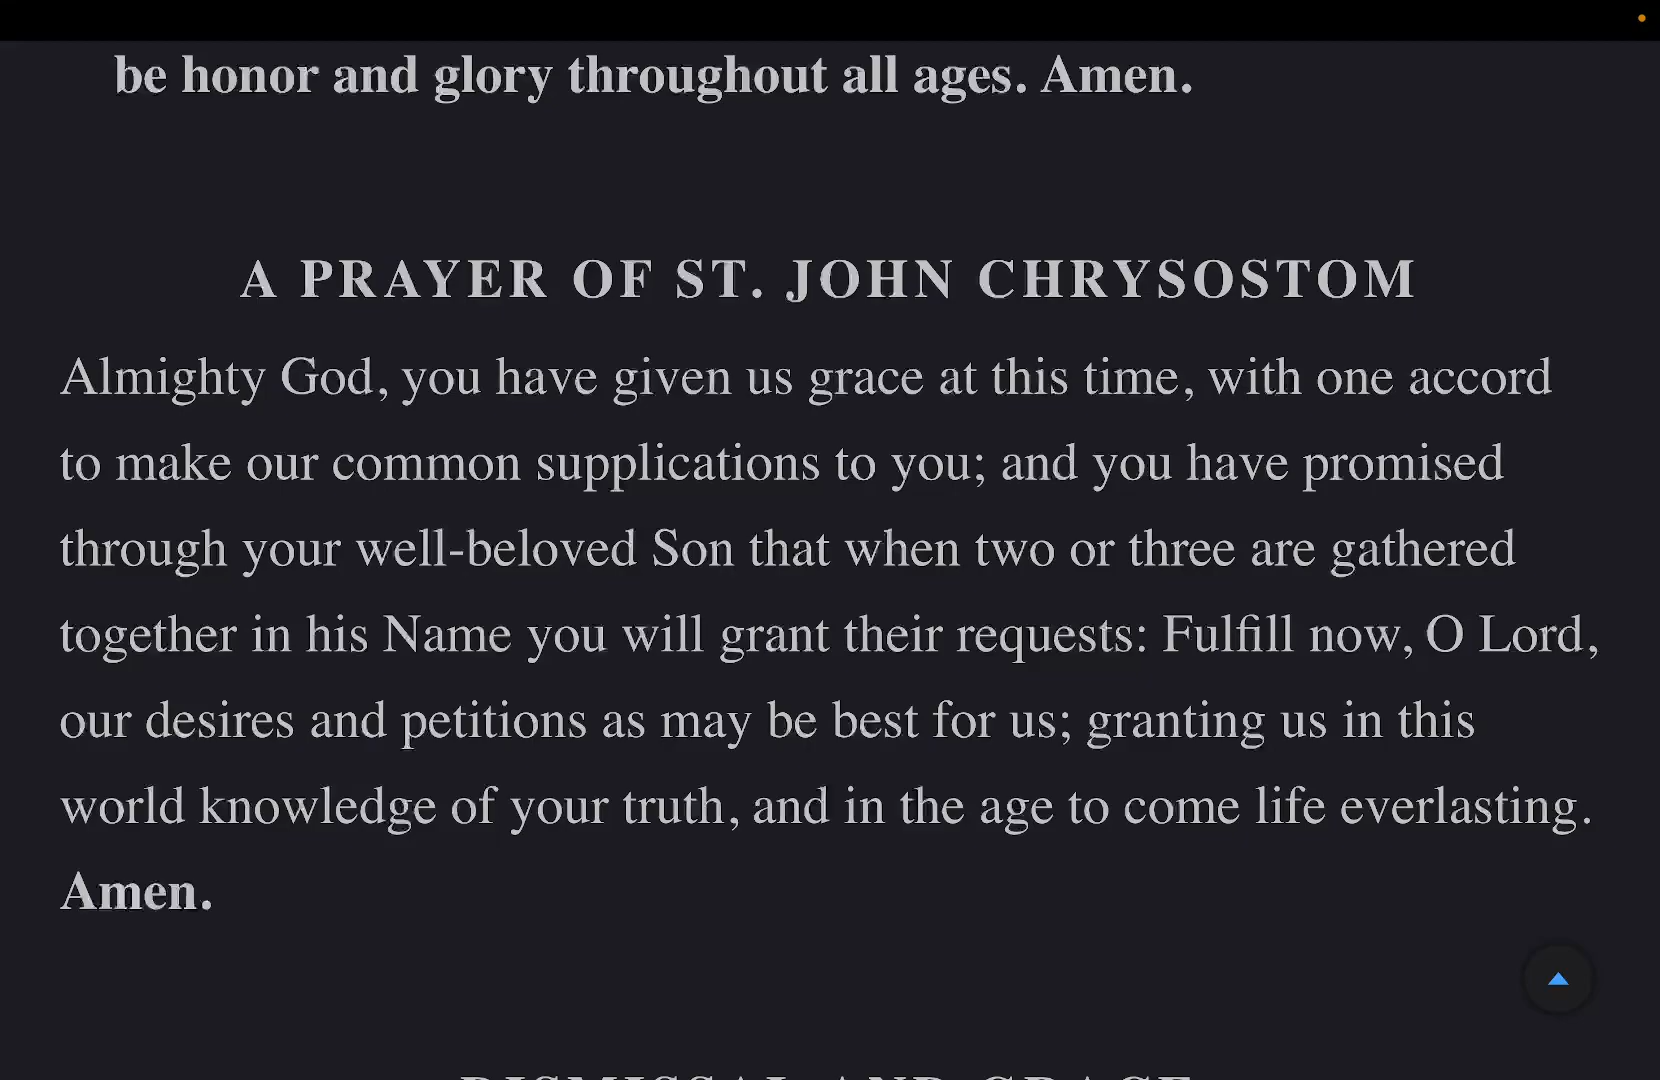 be honor and glory throughout all ages. Amen.
A PRAYER OF ST. JOHN CHRYSOSTOM
Almighty God, you have given us grace at this time, with one accord
to make our common supplications to you; and you have promised
through your well-beloved Son that when two or three are gathered
together in his Name you will grant their requests: Fulfill now, O Lord,
our desires and petitions as may be best for us; granting us in this
world knowledge of your truth, and in the age to come life everlasting.
Amen.
DISMISSAL AND GRACE